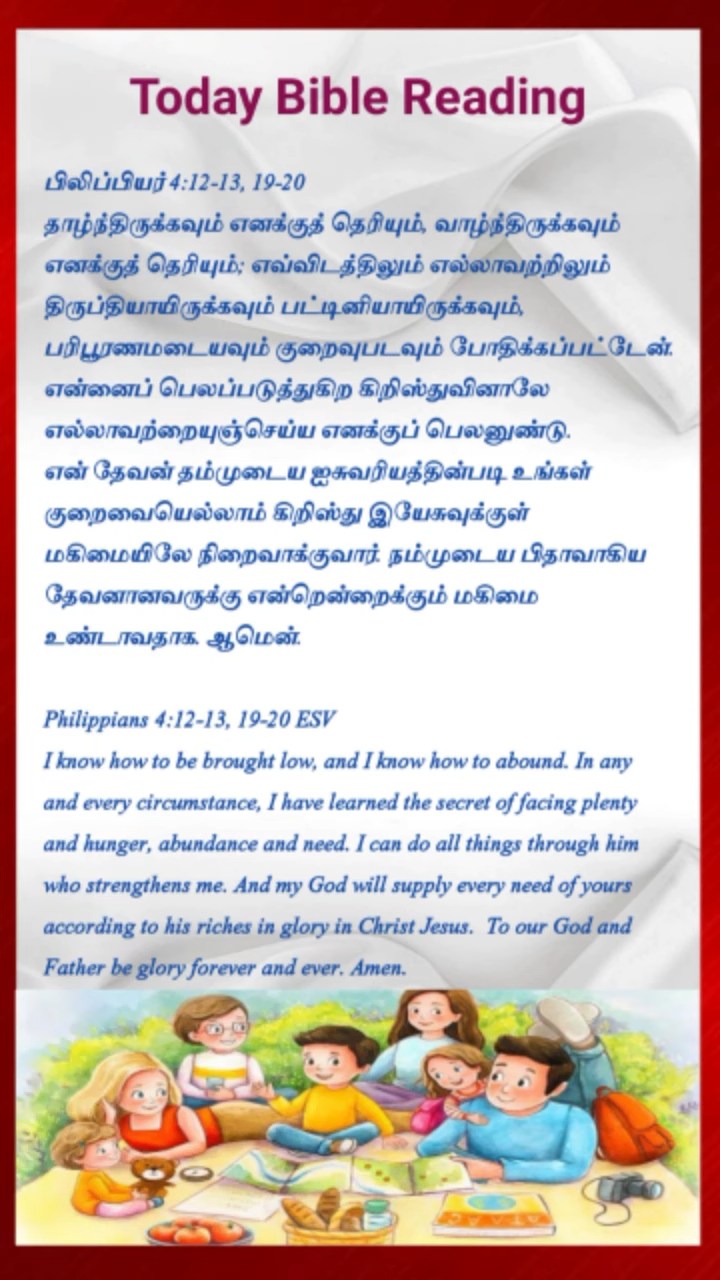 Today Bible Reading
பிலிப்பியர் 4:12-13, 19-20
தாழ்ந்திருக்கவும் எனக்குத் தெரியும், வாழ்ந்திருக்கவும்
எனக்குத் தெரியும்; எவ்விடத்திலும் எல்லாவற்றிலும்
திருப்தியாயிருக்கவும் பட்டினியாயிருக்கவும்,
பரிபூரணமடையவும் குறைவுபடவும் போதிக்கப்பட்டேன்.
என்னைப் பெலப்படுத்துகிற கிறிஸ்துவினாலே
எல்லாவற்றையுஞ்செய்ய எனக்குப் பெலனுண்டு.
என் தேவன் தம்முடைய ஐசுவரியத்தின்படி உங்கள்
குறைவையெல்லாம் கிறிஸ்து இயேசுவுக்குள்
மகிமையிலே நிறைவாக்குவார். நம்முடைய பிதாவாகிய
தேவனானவருக்கு என்றென்றைக்கும் மகிமை
உண்டாவதாக. ஆமென்.
Philippians 4:12-13, 19-20 ESV
I know how to be brought low, and I know how to abound. In any
and every circumstance, I have learned the secret of facing plenty
and hunger, abundance and need. I can do all things through him
who strengthens me. And my God will supply every need of yours
according to his riches in glory in Christ Jesus.  To our God and
Father be glory forever and ever. Amen.